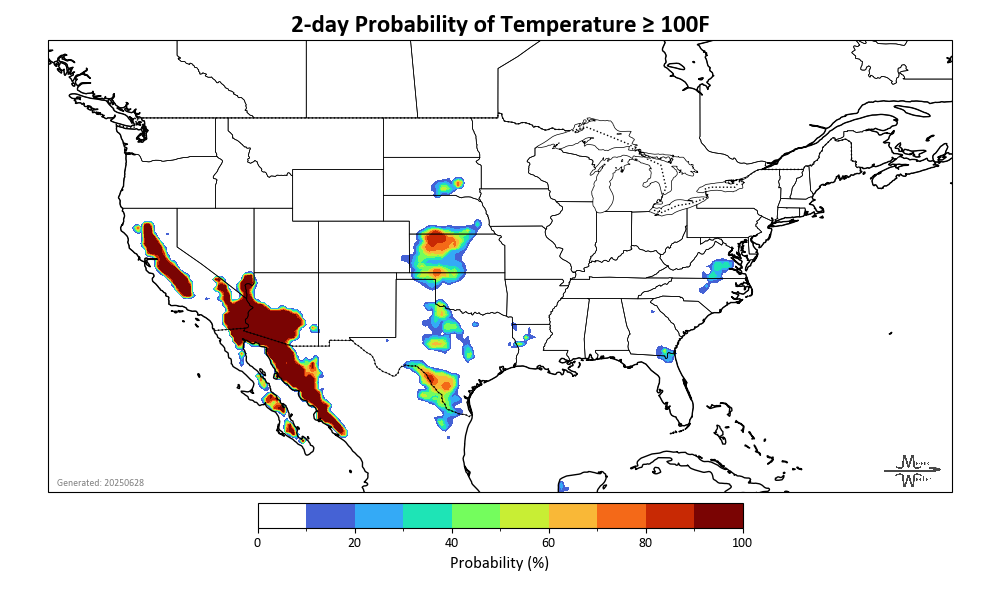 2-day Probability of Temperature ≥ 100F
Generated: 20250628
0 20 40 60 80 100
Probability (%)